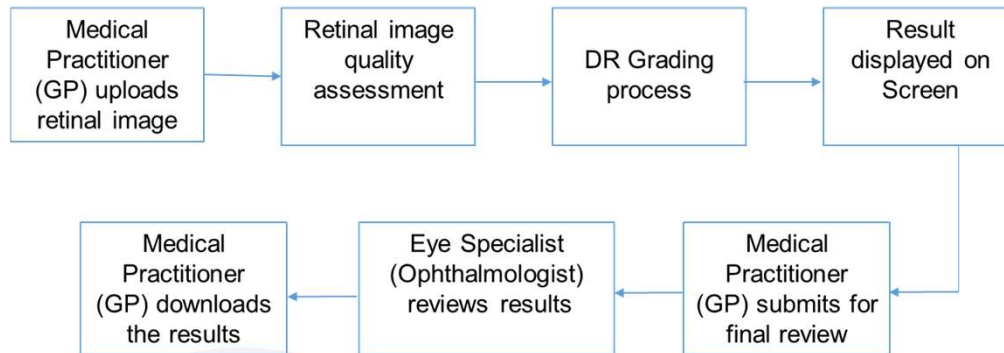 Medical
Practitioner
(GP) uploads
retinal image
Retinal image
quality
assessment
DR Grading
process
Result
displayed on
Screen
Medical
Practitioner
(GP) submits for
final review
Eye Specialist
(Ophthalmologist)
reviews results
Medical
Practitioner
(GP) downloads
the results